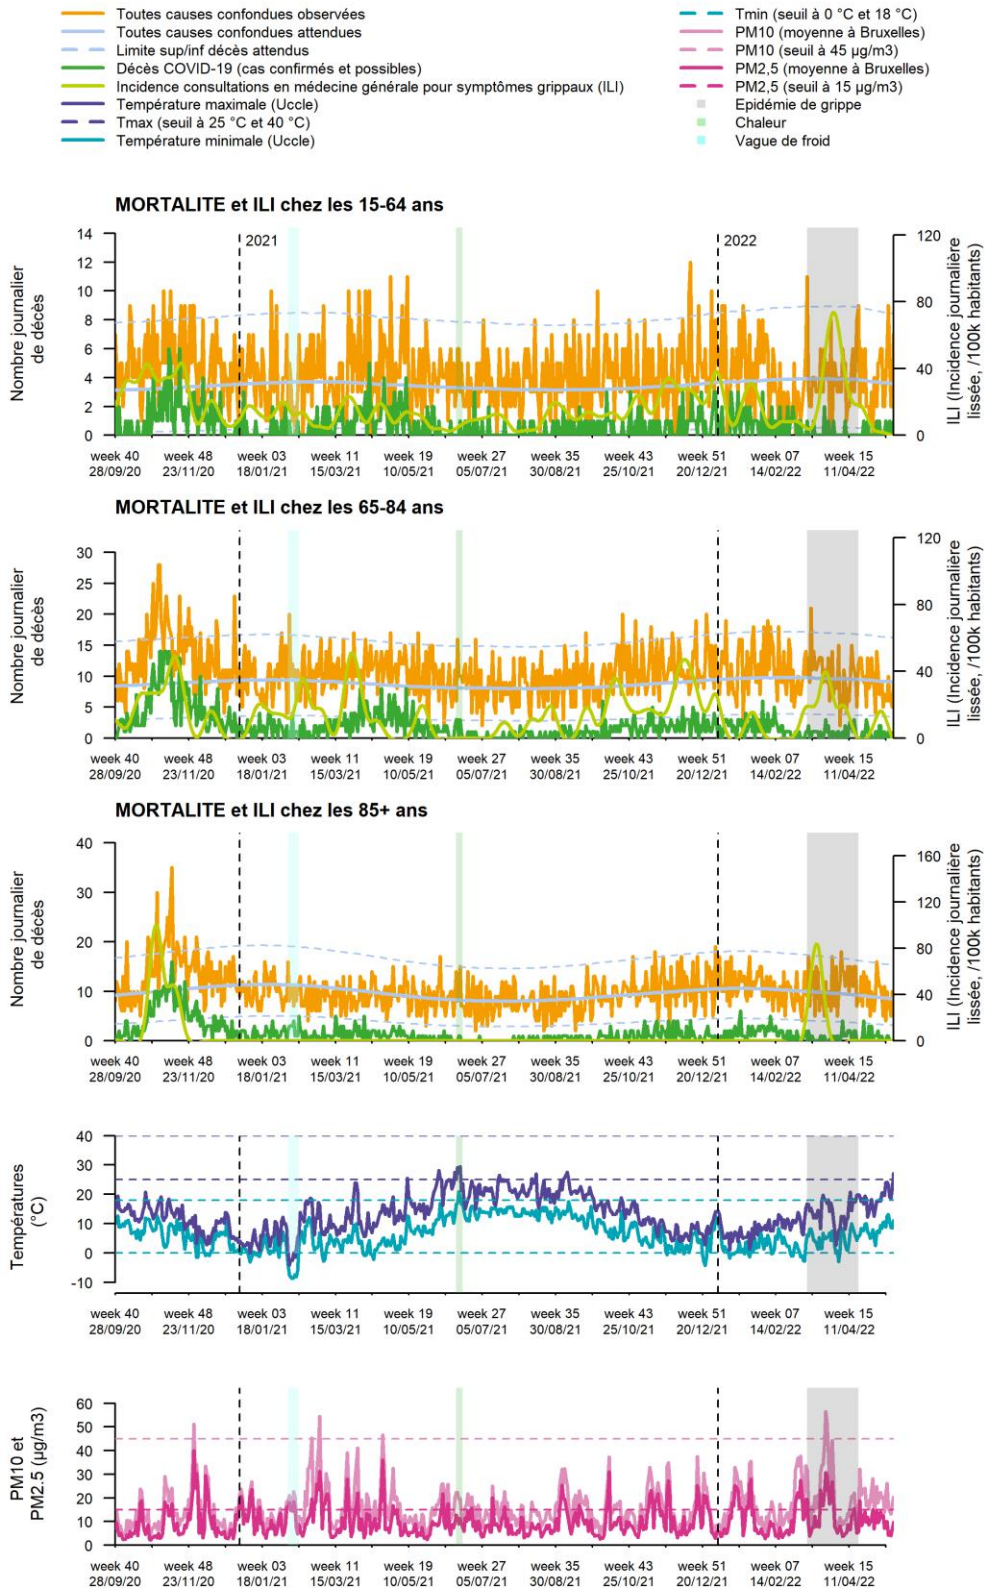 Toutes causes confondues observées
Toutes causes confondues attendues
Limite sup/inf décès attendus
Décès COVID-19 (cas confirmés et possibles)
Incidence consultations en médecine générale pour symptômes grippaux (ILI)
Température maximale (Uccle)
Tmax (seuil à 25 °C et 40 °C)
Température minimale (Uccle)
Tmin (seuil à 0 °C et 18 °C)
PM10 (moyenne à Bruxelles)
PM10 (seuil à 45 µg/m3)
PM2,5 (moyenne à Bruxelles)
PM2,5 (seuil à 15 µg/m3)
Epidémie de grippe
Chaleur
Vague de froid
MORTALITE et ILI chez les 15-64 ans
Nombre journalier
de décès
14
12
10
8
6
4
2
0
2021
2022
120
80
40
0
ILI (Incidence journalière
lissée, /100k habitants)
week 40 week 48 week 03 week 11 week 19 week 27 week 35 week 43 week 51 week 07 week 15
28/09/20 23/11/20 18/01/21 15/03/21 10/05/21 05/07/21 30/08/21 25/10/21 20/12/21 14/02/22 11/04/22
MORTALITE et ILI chez les 65-84 ans
Nombre journalier
de décès
30
25
20
15
10
5
0
120
80
40
0
ILI (Incidence journalière
lissée, /100k habitants)
week 40 week 48 week 03 week 11 week 19 week 27 week 35 week 43 week 51 week 07 week 15
28/09/20 23/11/20 18/01/21 15/03/21 10/05/21 05/07/21 30/08/21 25/10/21 20/12/21 14/02/22 11/04/22
MORTALITE et ILI chez les 85+ ans
Nombre journalier
de décès
40
30
20
10
0
160
120
80
40
0
ILI (Incidence journalière
lissée, /100k habitants)
week 40 week 48 week 03 week 11 week 19 week 27 week 35 week 43 week 51 week 07 week 15
28/09/20 23/11/20 18/01/21 15/03/21 10/05/21 05/07/21 30/08/21 25/10/21 20/12/21 14/02/22 11/04/22
Températures
(°C)
40
30
20
10
0
-10
week 40 week 48 week 03 week 11 week 19 week 27 week 35 week 43 week 51 week 07 week 15
28/09/20 23/11/20 18/01/21 15/03/21 10/05/21 05/07/21 30/08/21 25/10/21 20/12/21 14/02/22 11/04/22
PM10 et
PM2.5 (µg/m3)
60
50
40
30
20
10
0
week 40 week 48 week 03 week 11 week 19 week 27 week 35 week 43 week 51 week 07 week 15
28/09/20 23/11/20 18/01/21 15/03/21 10/05/21 05/07/21 30/08/21 25/10/21 20/12/21 14/02/22 11/04/22